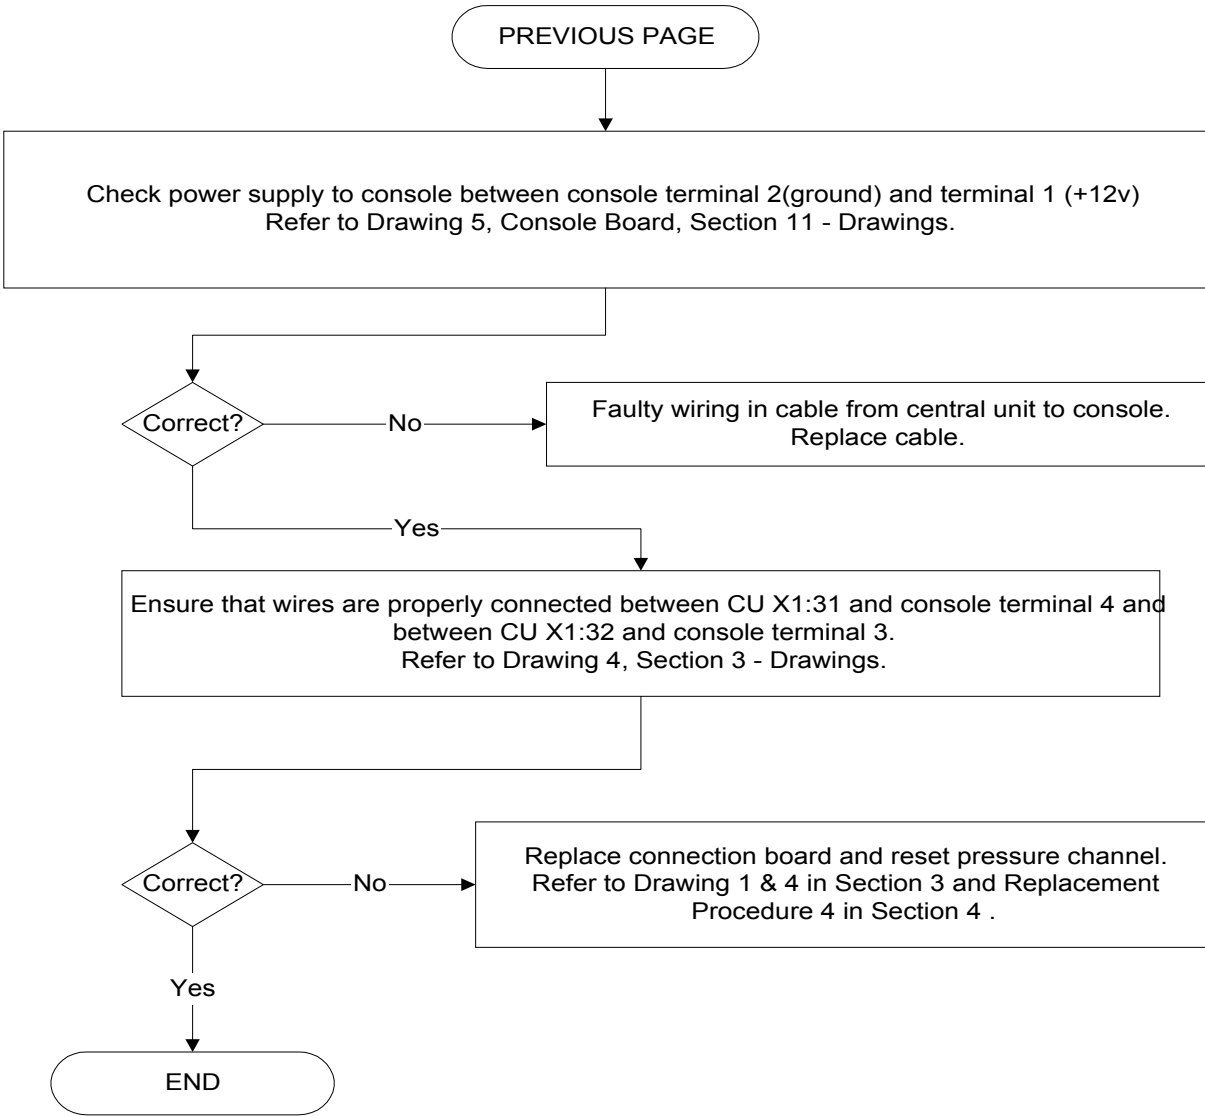 PREVIOUS PAGE
Check power supply to console between console terminal 2(ground) and terminal 1 (+12v)
Refer to Drawing 5, Console Board, Section 11 - Drawings.
Correct?
No
Faulty wiring in cable from central unit to console.
Replace cable.
Yes
Ensure that wires are properly connected between CU X1:31 and console terminal 4 and
between CU X1:32 and console terminal 3.
Refer to Drawing 4, Section 3 - Drawings.
Correct?
No
Replace connection board and reset pressure channel.
Refer to Drawing 1 & 4 in Section 3 and Replacement
Procedure 4 in Section 4 .
Yes
END